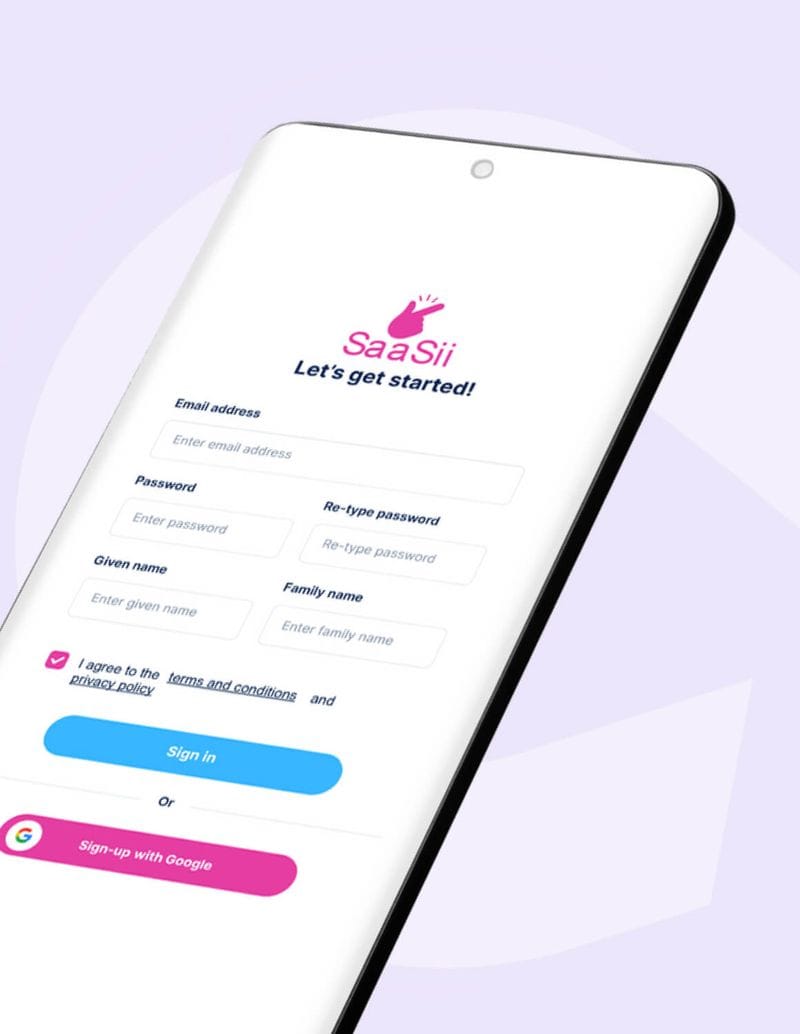 SaaSii
Let's get started!
Email address
Enter email address
Password
Re-type password
Enter password
Re-type password
Given name
Family name
Enter given name
Enter family name
I agree to the terms and conditions and
privacy policy
Sign in
Or
G
Sign-up with Google